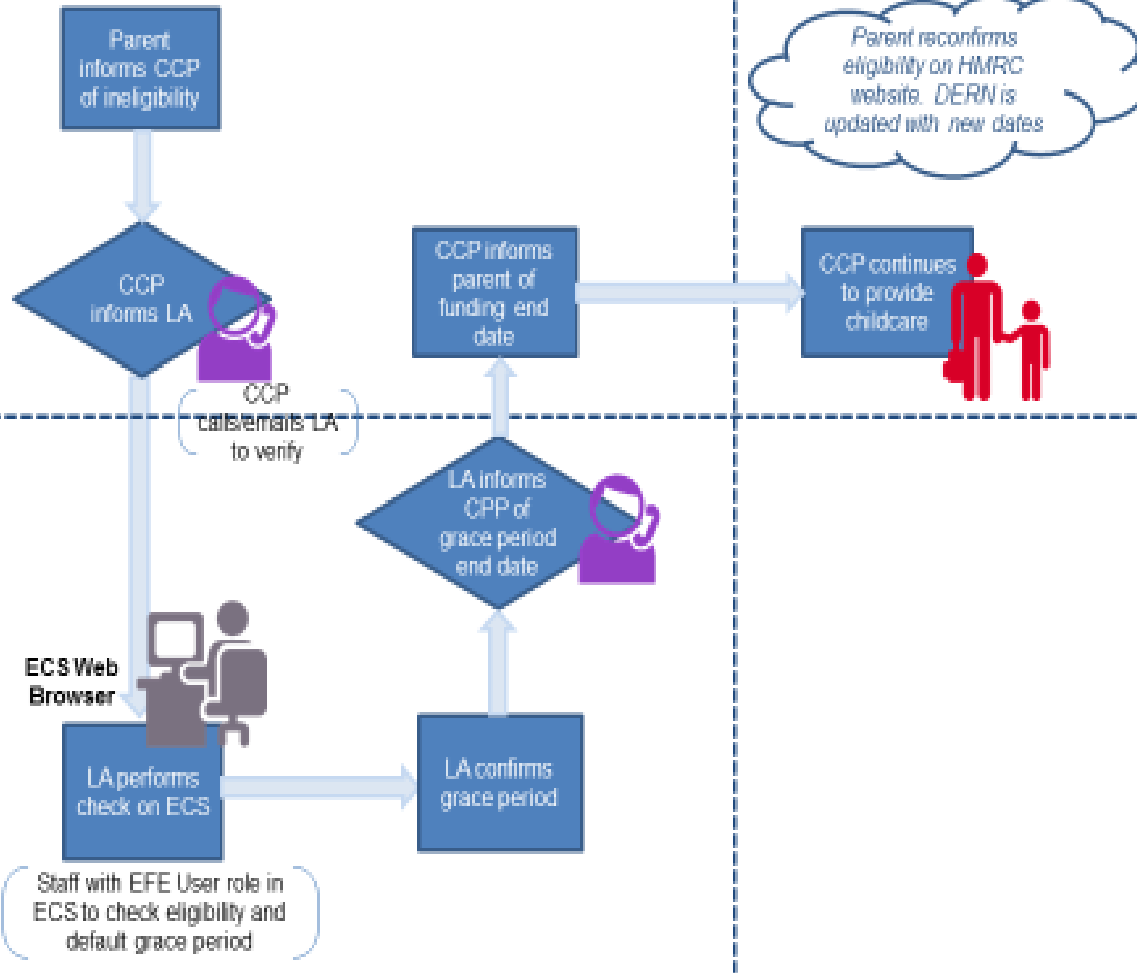 Parent
informs CCP
of ineligibility
Parent reconfirms
eligibility on HMRC
website. DERN is
updated with new dates
CCP
informs LA
CCP
calls/emails LA
to verify
CCP informs
parent of
funding end
date
CCP continues
to provide
childcare
LA informs
CPP of
grace period
end date
ECS Web
Browser
LA performs
check on ECS
LA confirms
grace period
Staff with EFE User role in
ECS to check eligibility and
default grace period